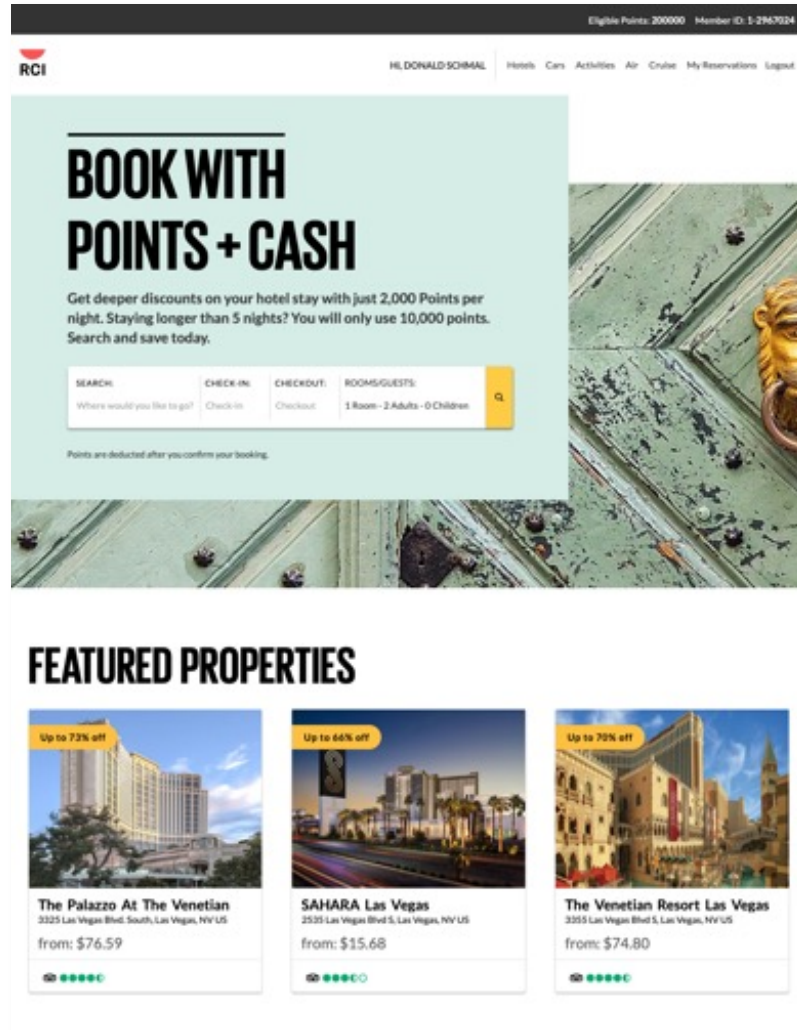 Eligible Points: 200000 Member ID: 1-2967024
RCI
HI, DONALD SCHMAL Hotels Cars Activities Air Cruise My Reservations Logout
BOOK WITH
POINTS + CASH
Get deeper discounts on your hotel stay with just 2,000 Points per
night. Staying longer than 5 nights? You will only use 10,000 points.
Search and save today.
SEARCH: CHECK-IN: CHECKOUT: ROOMS/GUESTS:
Where would you like to go? Check-in Checkout 1 Room - 2 Adults - 0 Children
Points are deducted after you confirm your booking.
FEATURED PROPERTIES
Up to 73% off Up to 66% off Up to 70% off
S
The Palazzo At The Venetian SAHARA Las Vegas The Venetian Resort Las Vegas
3325 Las Vegas Blvd. South, Las Vegas, NV US 2535 Las Vegas Blvd S, Las Vegas, NV US 3355 Las Vegas Blvd S, Las Vegas, NV US
from: $76.59 from: $15.68 from: $74.80